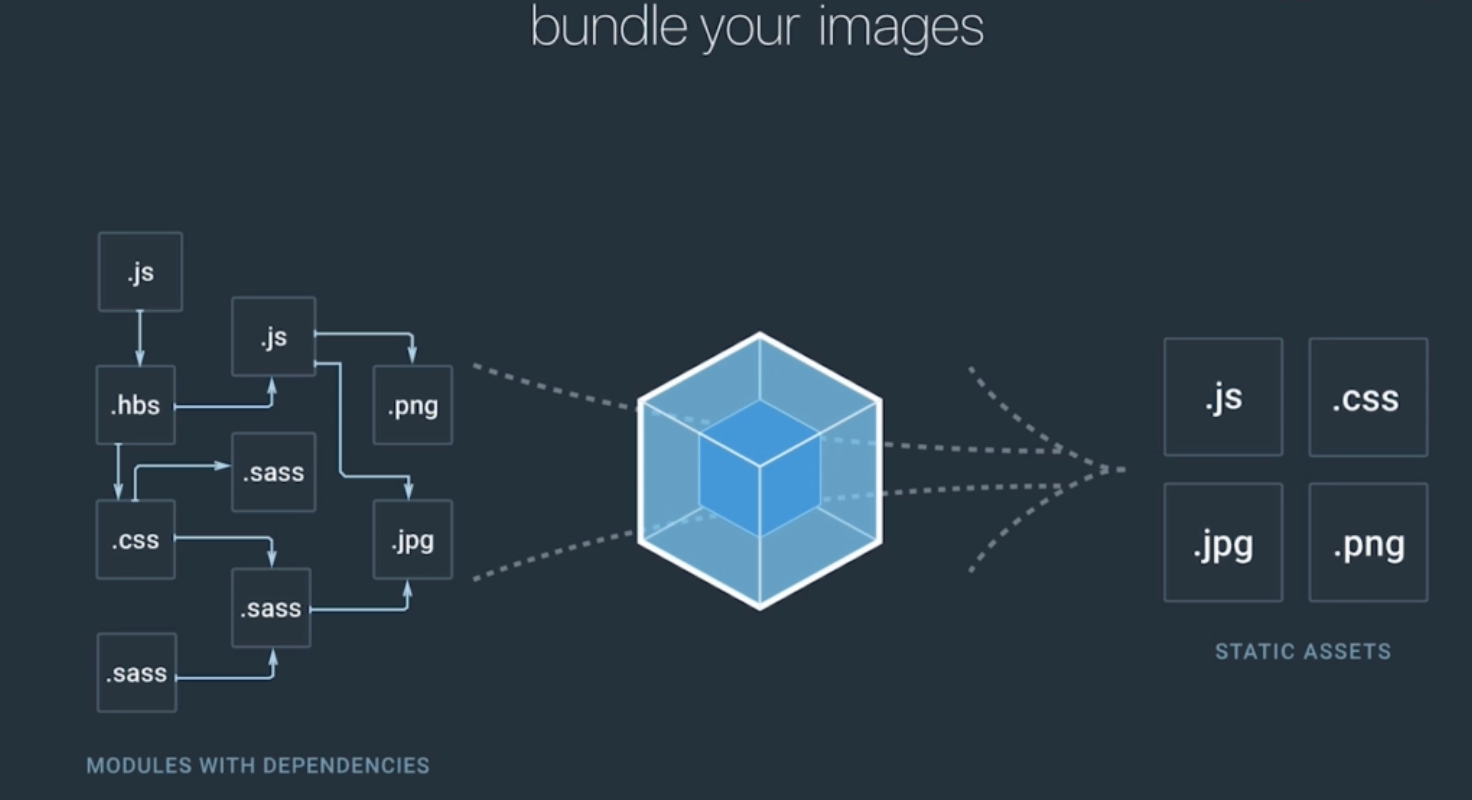 bundle your images
.js
.js
.hbs
.png
.sass
.css
.jpg
.sass
.sass
MODULES WITH DEPENDENCIES
.js
.css
.jpg
.png
STATIC ASSETS